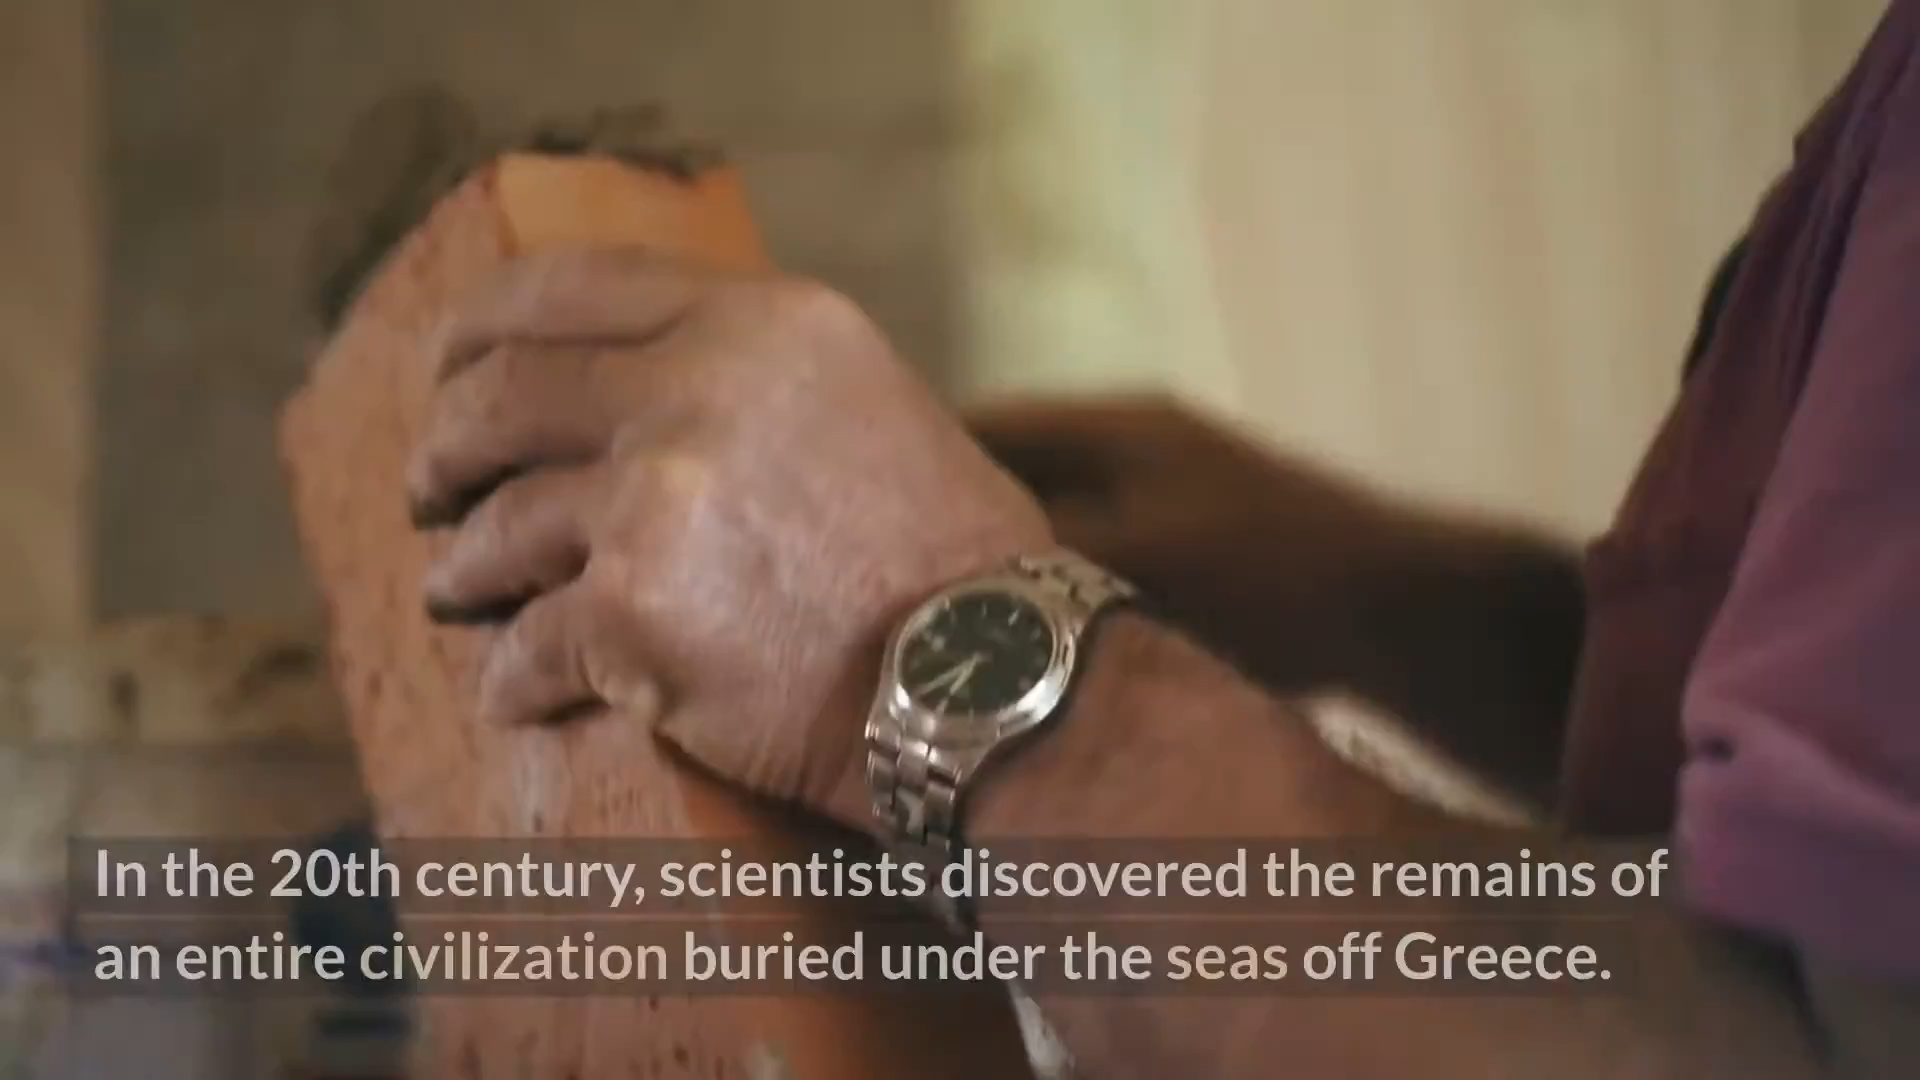 In the 20th century, scientists discovered the remains of
an entire civilization buried under the seas off Greece.